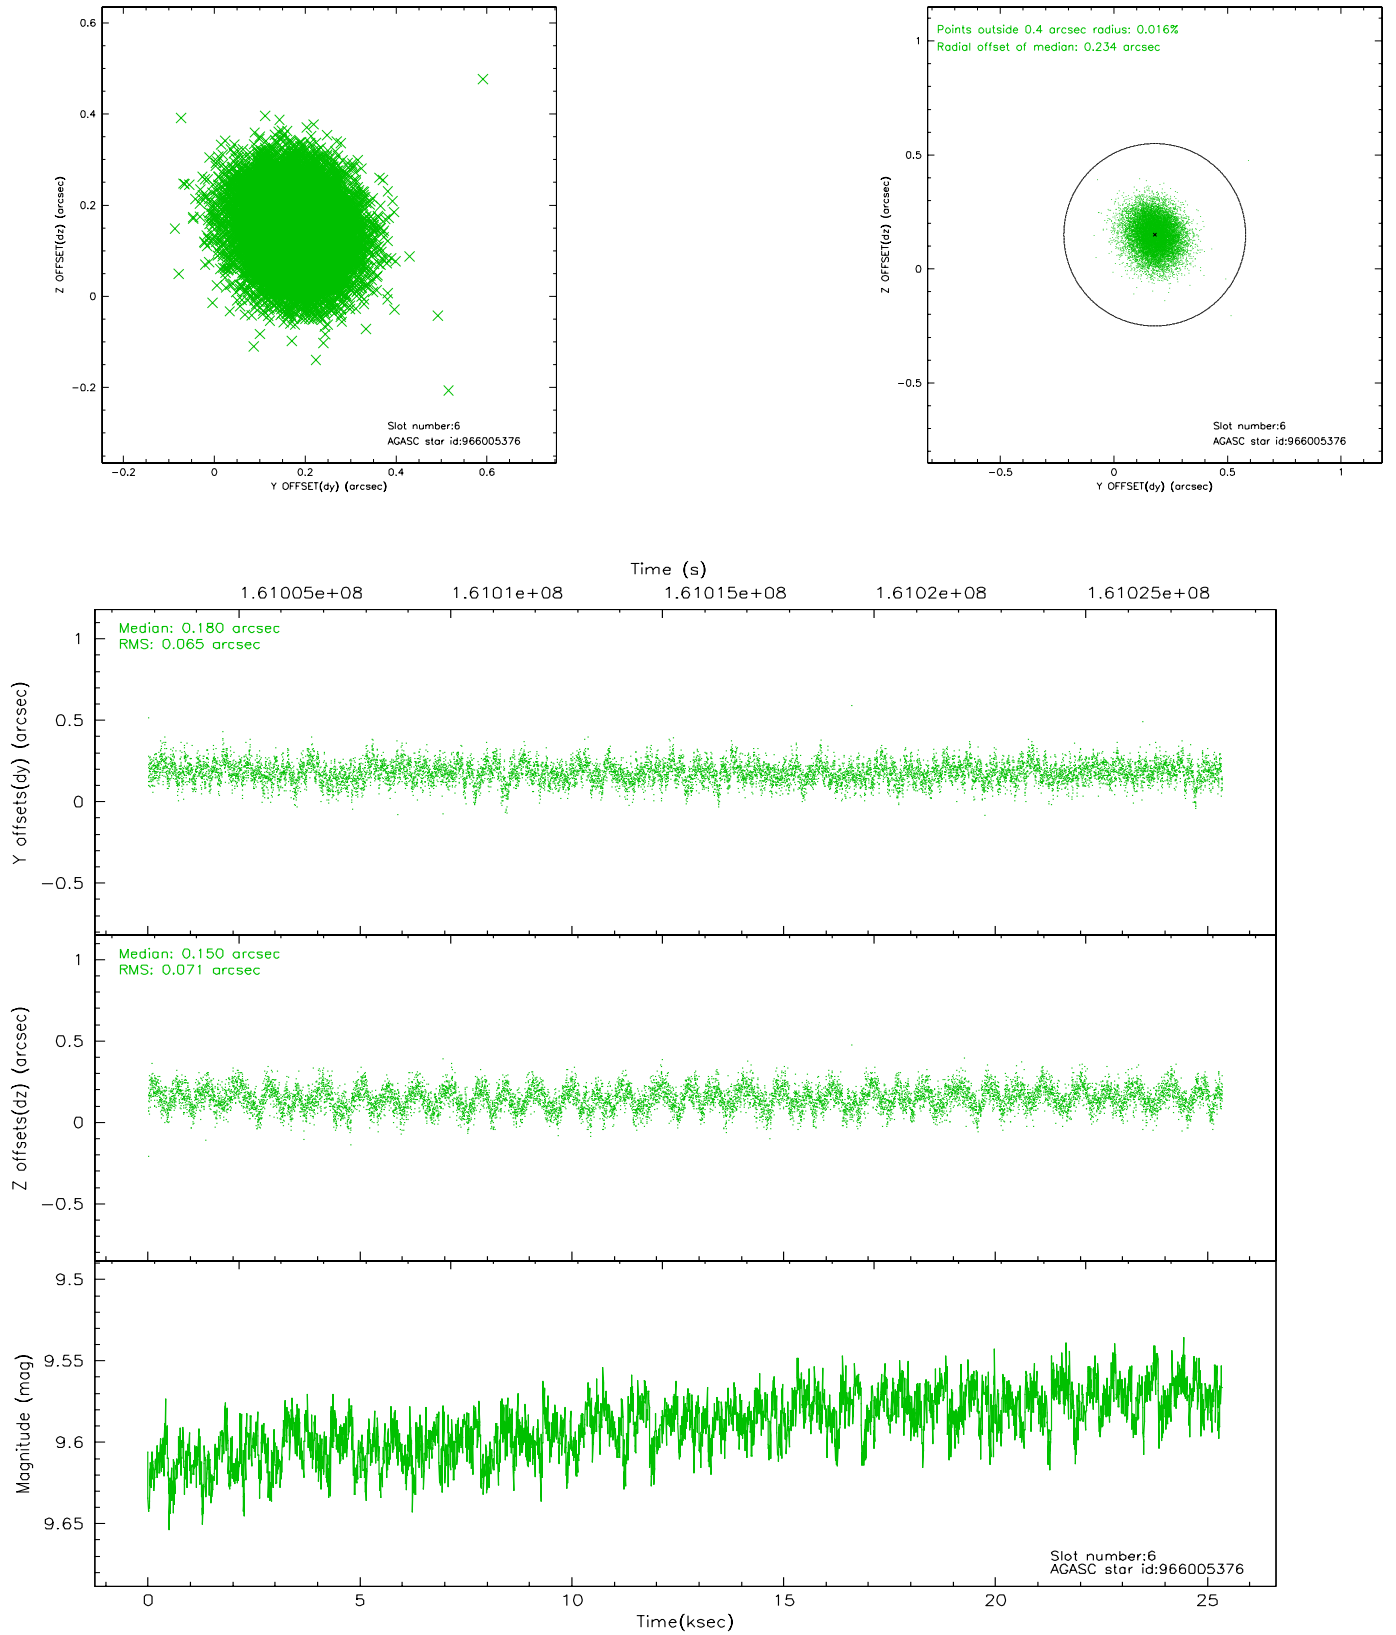 0.6
0.4
0.2
0
−0.2
Z OFFSET(dz) (arcsec)
Slot number:6
AGASC star id:966005376
−0.2 0 0.2 0.4 0.6
Y OFFSET(dy) (arcsec)
Points outside 0.4 arcsec radius: 0.016%
Radial offset of median: 0.234 arcsec
1
0.5
0
−0.5
Z OFFSET(dz) (arcsec)
Slot number:6
AGASC star id:966005376
−0.5 0 0.5 1
Y OFFSET(dy) (arcsec)
Time (s)
1.61005e+08 1.6101e+08 1.61015e+08 1.6102e+08 1.61025e+08
Median: 0.180 arcsec
RMS: 0.065 arcsec
1
0.5
0
−0.5
Y offsets(dy) (arcsec)
Median: 0.150 arcsec
RMS: 0.071 arcsec
1
0.5
0
−0.5
Z offsets(dz) (arcsec)
9.5
9.55
9.6
9.65
Magnitude (mag)
Slot number:6
AGASC star id:966005376
0 5 10 15 20 25
Time(ksec)